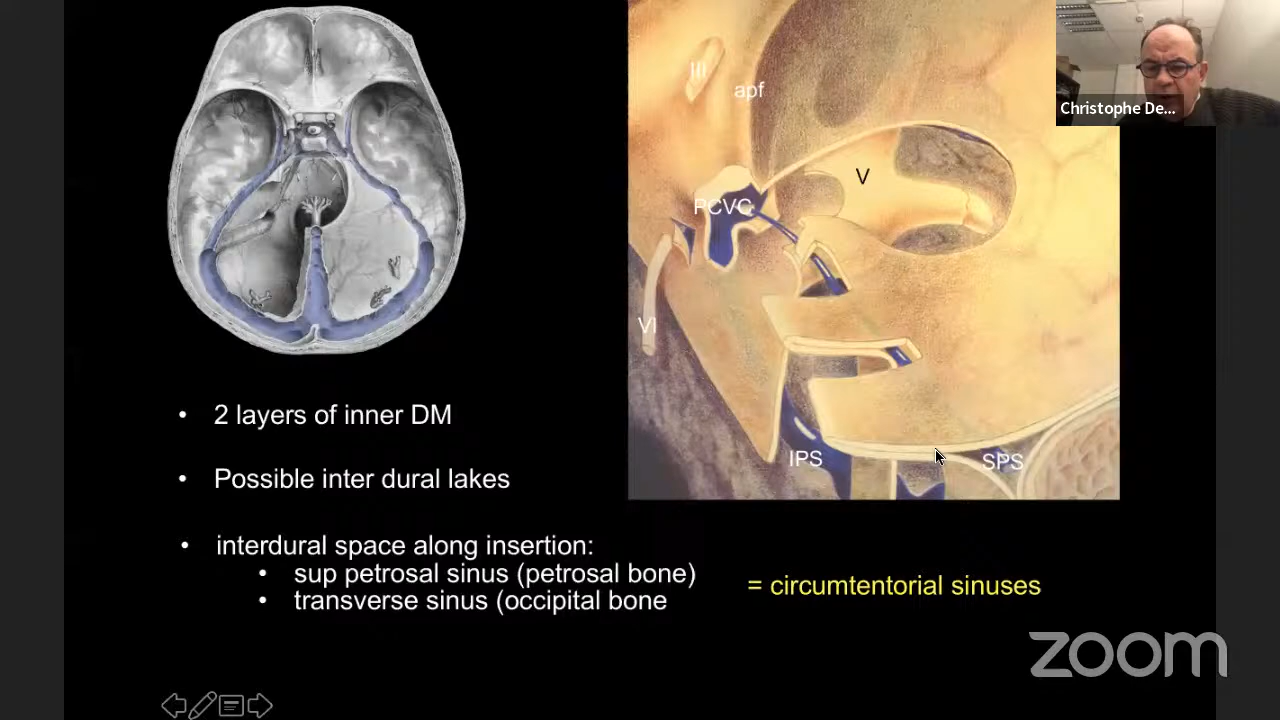 III
apf
Christophe De...
V
PCVC
VI
• 2 layers of inner DM
IPS
SPS
• Possible inter dural lakes
• interdural space along insertion:
• sup petrosal sinus (petrosal bone)
= circumtentorial sinuses
• transverse sinus (occipital bone
zoom